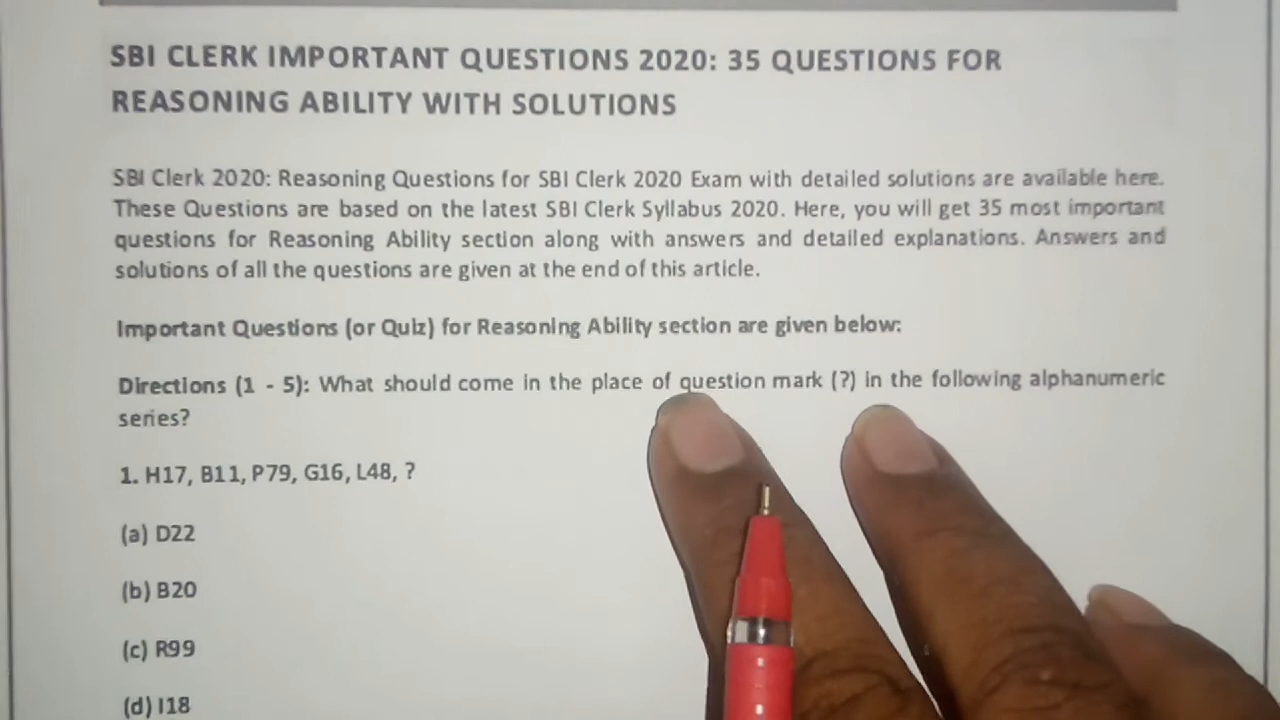 SBI CLERK IMPORTANT QUESTIONS 2020: 35 QUESTIONS FOR
REASONING ABILITY WITH SOLUTIONS
SBI Clerk 2020: Reasoning Questions for SBI Clerk 2020 Exam with detailed solutions are available here.
These Questions are based on the latest SBI Clerk Syllabus 2020. Here, you will get 35 most important
questions for Reasoning Ability section along with answers and detailed explanations. Answers and
solutions of all the questions are given at the end of this article.
Important Questions (or Quiz) for Reasoning Ability section are given below:
Directions (1 - 5): What should come in the place of question mark (?) in the following alphanumeric
series?
1. H17, B11, P79, G16, L48, ?
(a) D22
(b) B20
(c) R99
(d) I18